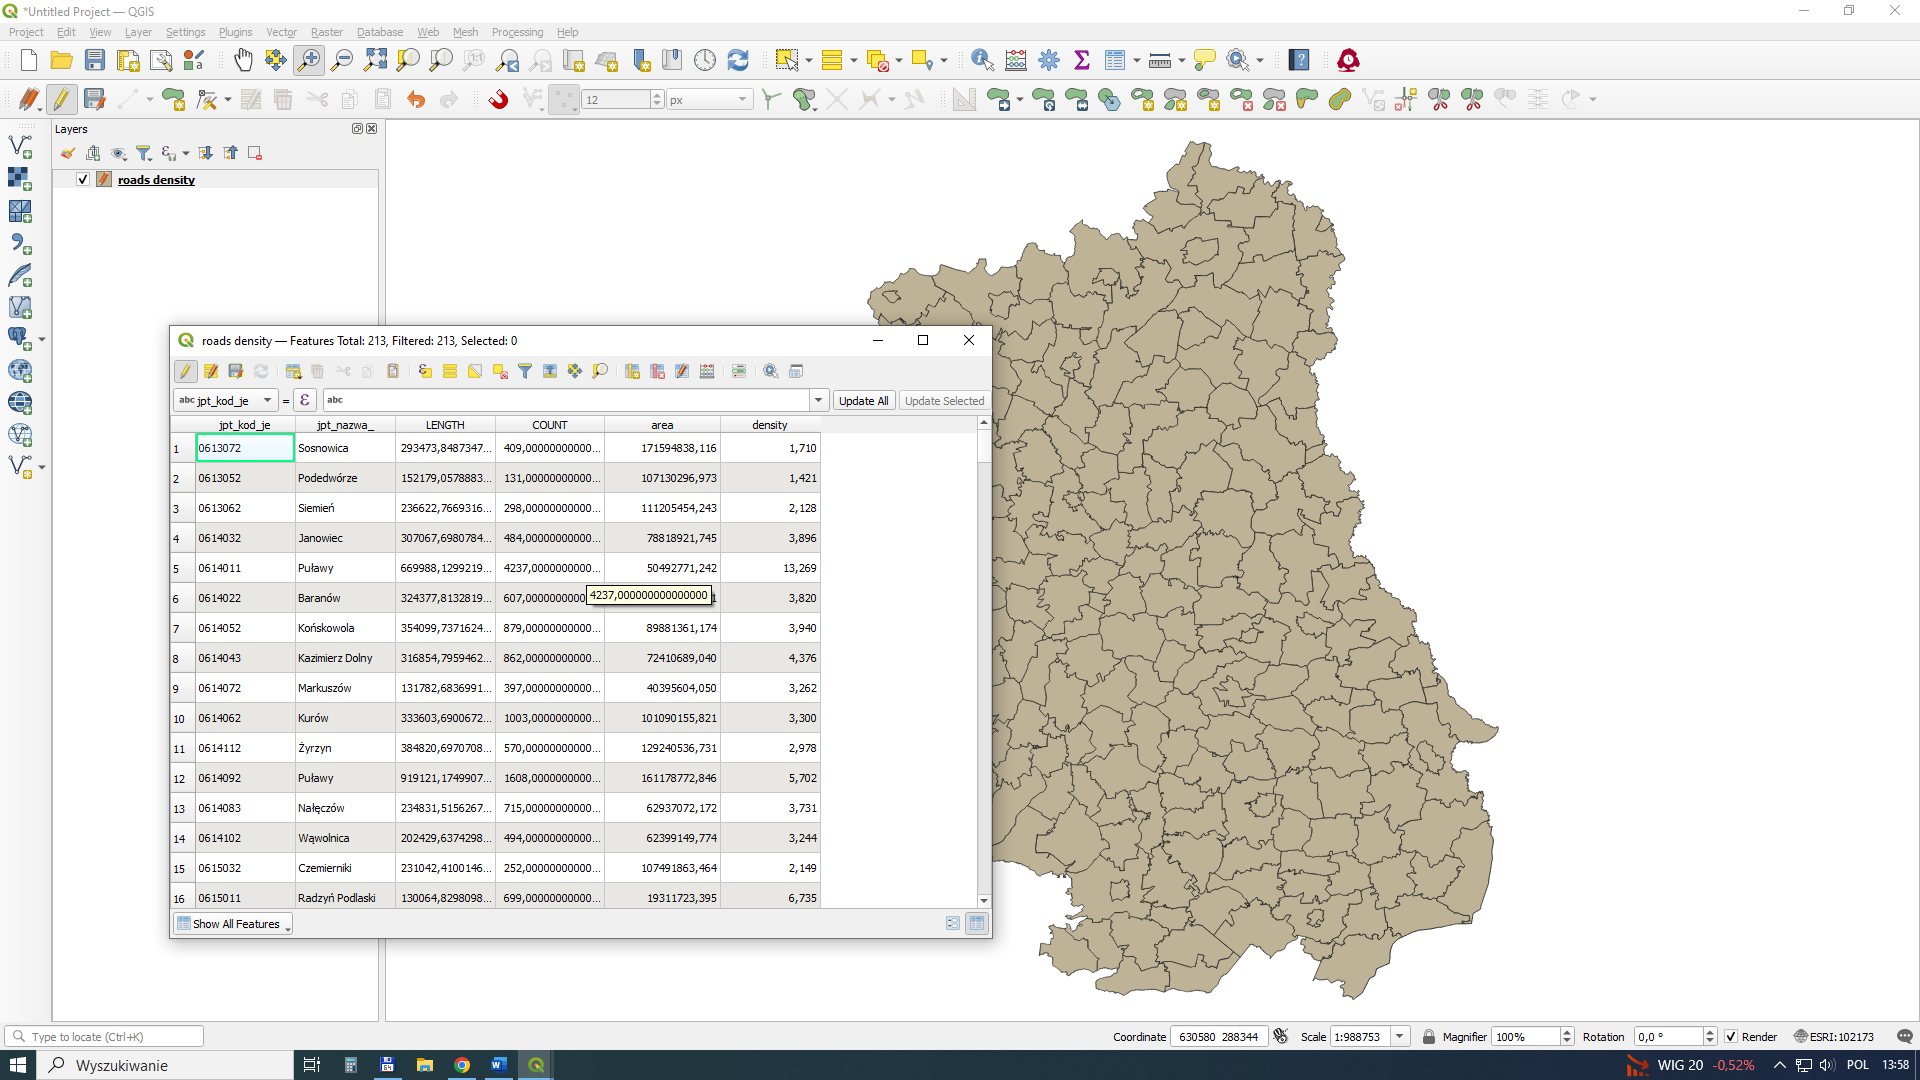 *Untitled Project — QGIS
Project Edit View Layer Settings Plugins Vector Raster Database Web Mesh Processing Help
12 px
Layers
roads density
roads density — Features Total: 213, Filtered: 213, Selected: 0
abc jpt_kod_je = ε abc Update All Update Selected
jpt_kod_je jpt_nazwa_ LENGTH COUNT area density
1 0613072 Sosnowica 293473,8487347... 409,00000000000... 171594838,116 1,710
2 0613052 Podedwórze 152179,0578883... 131,00000000000... 107130296,973 1,421
3 0613062 Siemień 236622,7669316... 298,00000000000... 111205454,243 2,128
4 0614032 Janowiec 307067,6980784... 484,00000000000... 78818921,745 3,896
5 0614011 Puławy 669988,1299219... 4237,0000000000... 50492771,242 13,269
6 0614022 Baranów 324377,8132819... 607,0000000000 1 3,820
4237,000000000000000
7 0614052 Końskowola 354099,7371624... 879,00000000000... 89881361,174 3,940
8 0614043 Kazimierz Dolny 316854,7959462... 862,00000000000... 72410689,040 4,376
9 0614072 Markuszów 131782,6836991... 397,00000000000... 40395604,050 3,262
10 0614062 Kurów 333603,6900672... 1003,0000000000... 101090155,821 3,300
11 0614112 Żyrzyn 384820,6970708... 570,00000000000... 129240536,731 2,978
12 0614092 Puławy 919121,1749907... 1608,0000000000... 161178772,846 5,702
13 0614083 Nałęczów 234831,5156267... 715,00000000000... 62937072,172 3,731
14 0614102 Wąwolnica 202429,6374298... 494,00000000000... 62399149,774 3,244
15 0615032 Czemierniki 231042,4100146... 252,00000000000... 107491863,464 2,149
16 0615011 Radzyń Podlaski 130064,8298098... 699,00000000000... 19311723,395 6,735
Show All Features
Type to locate (Ctrl+K) Coordinate 630580 288344 Scale 1:988753 Magnifier 100% Rotation 0,0 ° Render ESRI:102173
Wyszukiwanie WIG 20 -0,52% POL 13:58